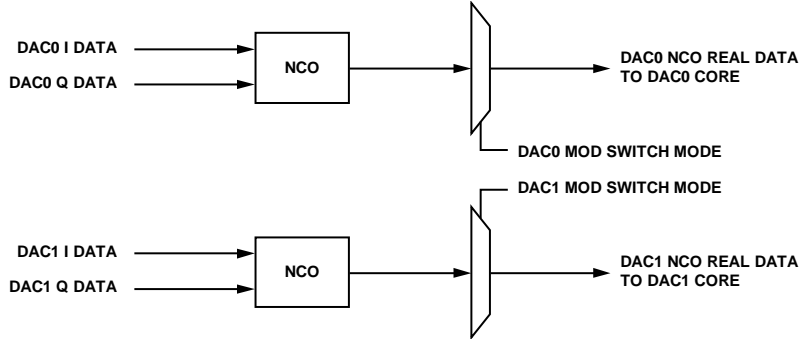 DAC0 I DATA
DAC0 Q DATA
NCO
DAC0 NCO REAL DATA
TO DAC0 CORE
DAC0 MOD SWITCH MODE
DAC1 MOD SWITCH MODE
DAC1 I DATA
DAC1 Q DATA
NCO
DAC1 NCO REAL DATA
TO DAC1 CORE